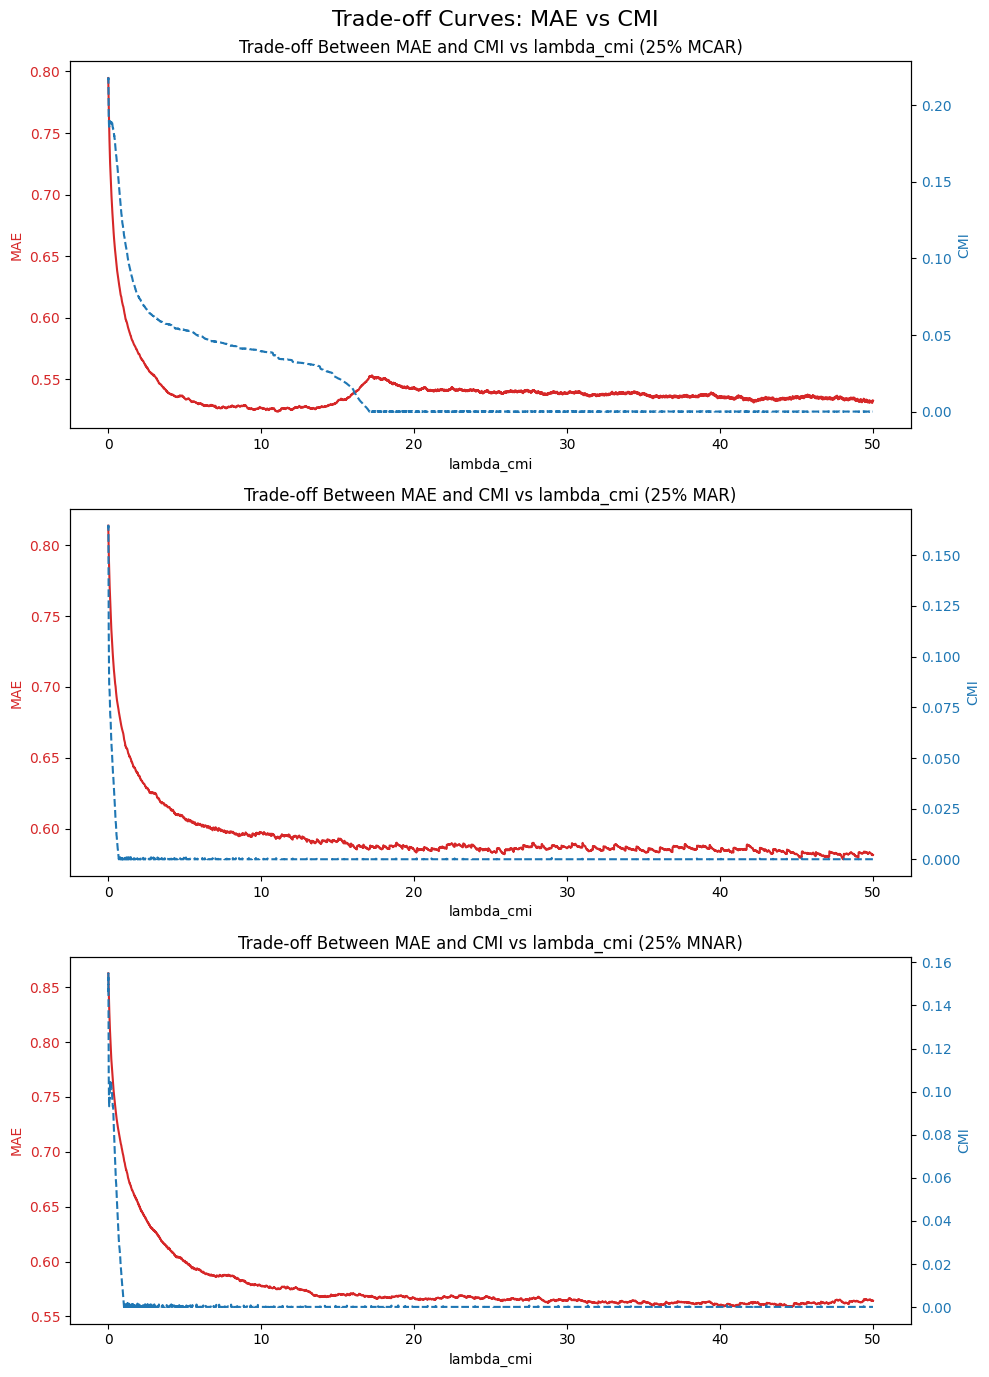 Trade-off Curves: MAE vs CMI
Trade-off Between MAE and CMI vs lambda_cmi (25% MCAR)
0.80
0.75
0.70
0.65
0.60
0.55
MAE
0.20
0.15
0.10
0.05
0.00
CMI
0 10 20 30 40 50
lambda_cmi
Trade-off Between MAE and CMI vs lambda_cmi (25% MAR)
0.80
0.75
0.70
0.65
0.60
MAE
0.150
0.125
0.100
0.075
0.050
0.025
0.000
CMI
0 10 20 30 40 50
lambda_cmi
Trade-off Between MAE and CMI vs lambda_cmi (25% MNAR)
0.85
0.80
0.75
0.70
0.65
0.60
0.55
MAE
0.16
0.14
0.12
0.10
0.08
0.06
0.04
0.02
0.00
CMI
0 10 20 30 40 50
lambda_cmi